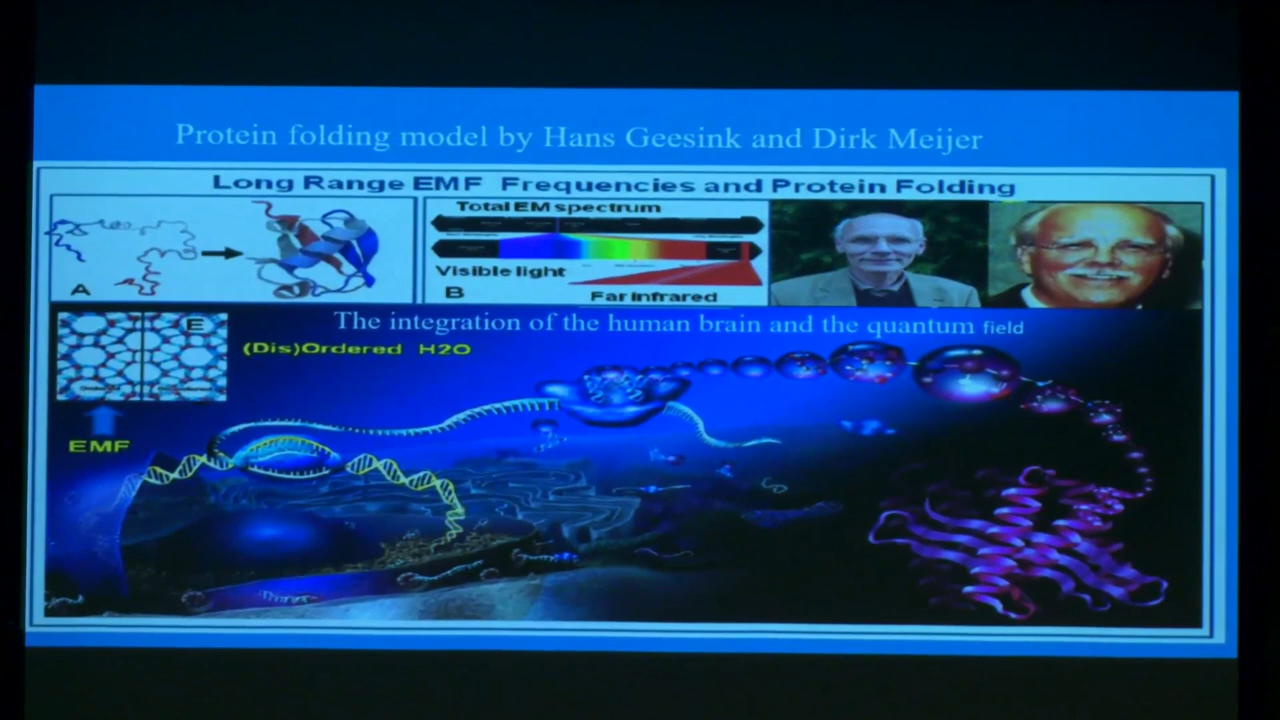 Protein folding model by Hans Geesink and Dirk Meijer
Long Range EMF Frequencies and Protein Folding
Total EM spectrum
Visible light
A
B
Far infrared
E
The integration of the human brain and the quantum field
(Dis)Ordered H2O
EMF